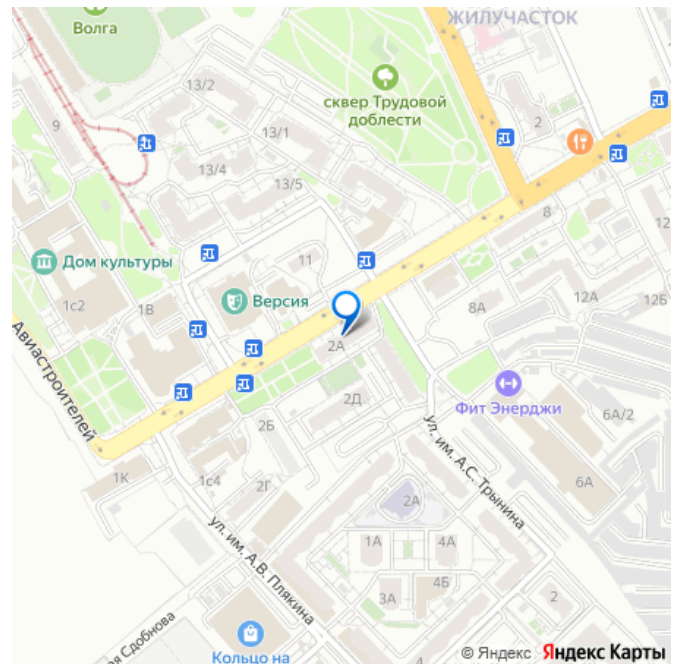 Волга
ЖИЛУЧАСТОК
13/2
сквер Трудовой
доблести
9
13/1
2
13/4
13/5
8
12
Дом культуры
11
1с2
1В
Версия
8А
12А
12Б
2А
Авиастроителей
Фит Энерджи
2Д
6А/2
2Б
ул. им. А.С. Трынина
1К
1с4
2Г
6А
2А
ул. им. А.В. Плякина
1А
4А
3А
4Б
2
ая Сдобнова
Кольцо на
© Яндекс Яндекс Карты